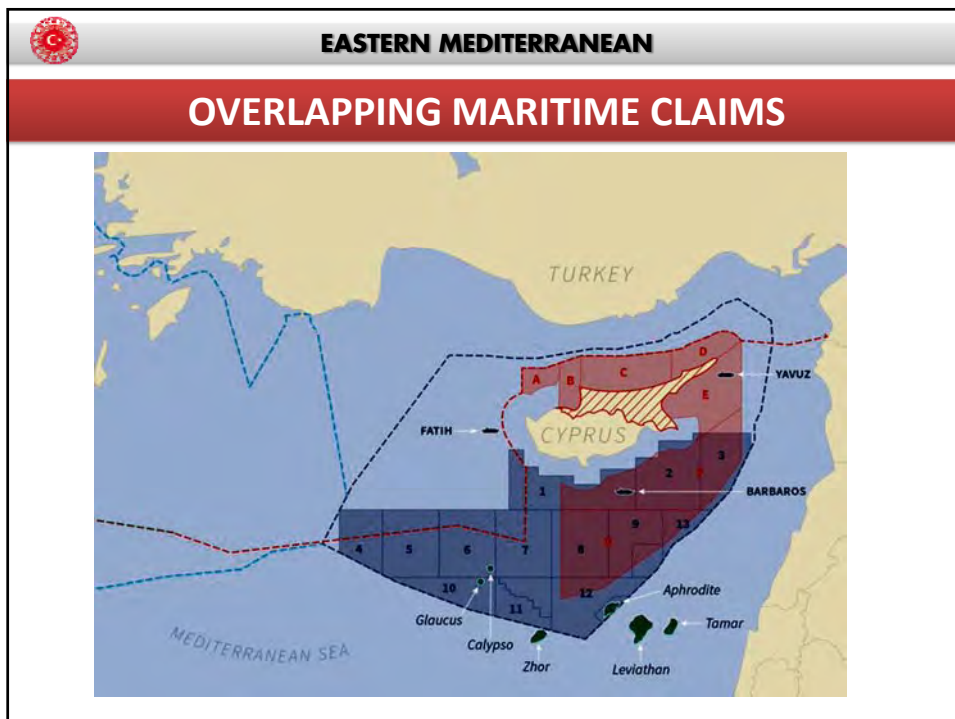 EASTERN MEDITERRANEAN
OVERLAPPING MARITIME CLAIMS
TURKEY
D
C
A
B
YAVUZ
E
FATIH
CYPRUS
3
2
F
1
BARBAROS
9
13
4
5
6
7
8
G
10
12
11
Aphrodite
Glaucus
Tamar
Calypso
MEDITERRANEAN SEA
Zhor
Leviathan